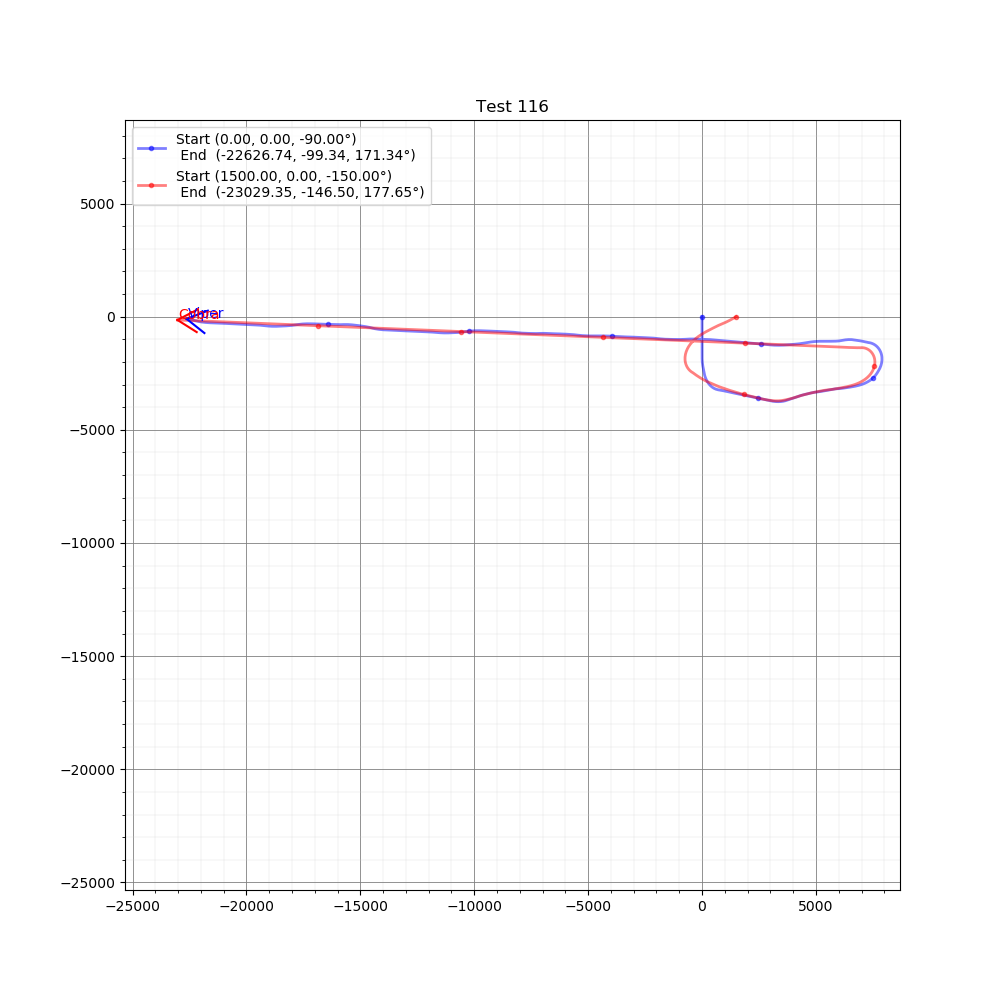 Test 116
Start (0.00, 0.00, -90.00°)
End (-22626.74, -99.34, 171.34°)
Start (1500.00, 0.00, -150.00°)
End (-23029.35, -146.50, 177.65°)
5000
0
−5000
−10000
−15000
−20000
−25000
Viper
−25000 −20000 −15000 −10000 −5000 0 5000